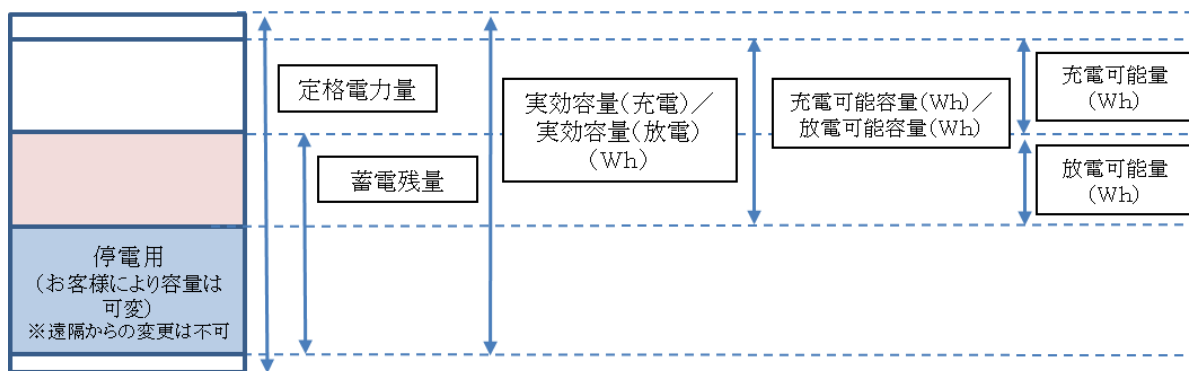 定格電力量
蓄電残量
実効容量(充電)／
実効容量(放電)
(Wh)
充電可能容量(Wh)／
放電可能容量(Wh)
充電可能量
(Wh)
放電可能量
(Wh)
停電用
(お客様により容量は
可変)
※遠隔からの変更は不可